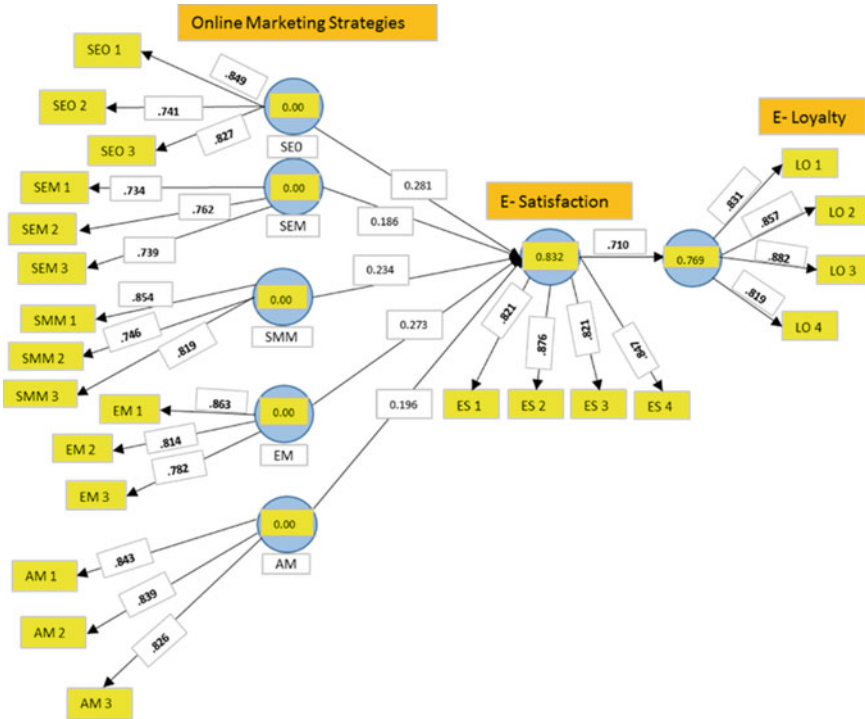 Online Marketing Strategies
SEO 1
.849
SEO 2
.741
0.00
SEO 3
.827
SEO
E- Loyalty
SEM 1
.734
0.00
0.281
LO 1
SEM 2
.762
SEM
0.186
E- Satisfaction
.831
LO 2
.857
SEM 3
.739
0.234
0.832
.710
0.769
.882
LO 3
SMM 1
.854
0.00
.819
LO 4
SMM 2
.746
SMM
0.273
.821
.876
.821
.847
SMM 3
.819
EM 1
.863
0.00
0.196
ES 1
ES 2
ES 3
ES 4
EM 2
.814
EM
EM 3
.782
0.00
AM 1
.843
AM
AM 2
.839
AM 3
.826